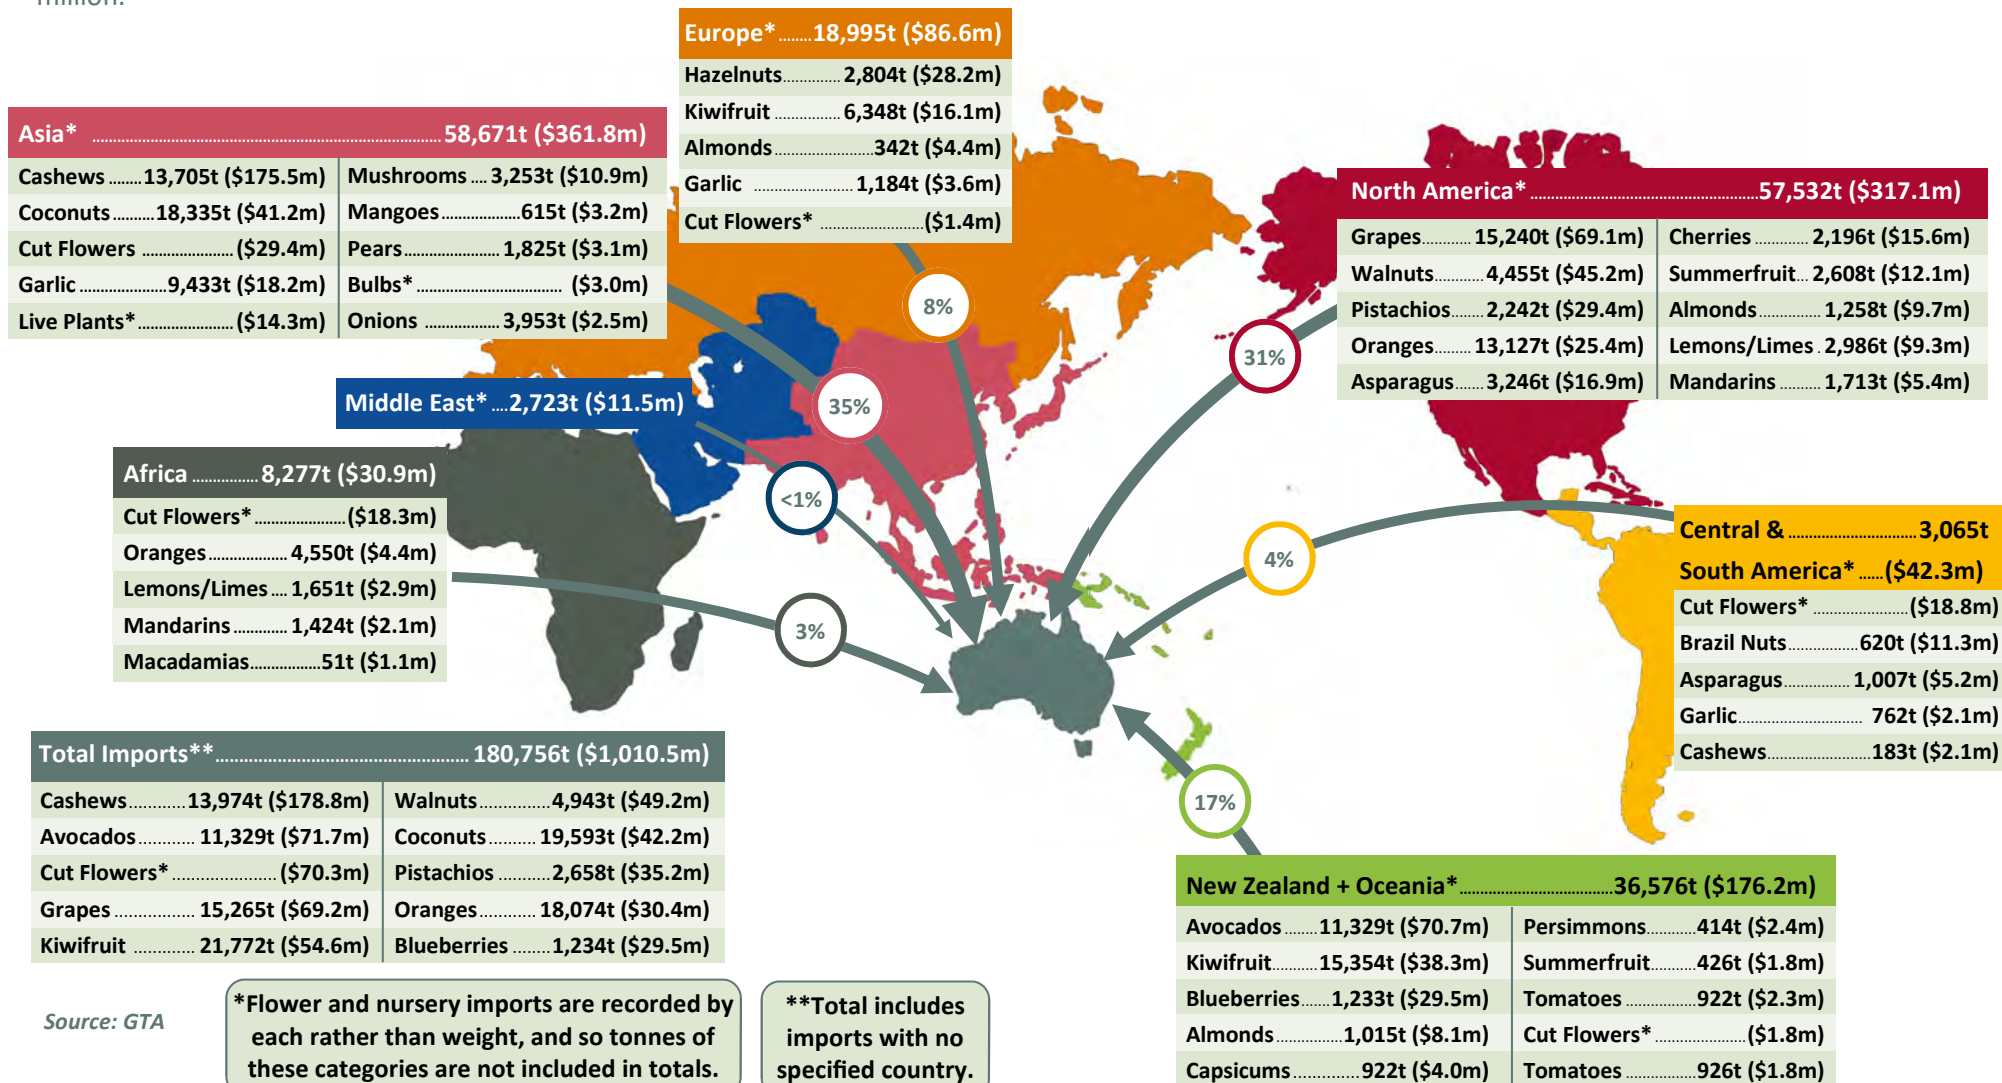 million.
Europe* 18,995t ($86.6m)
Hazelnuts 2,804t ($28.2m)
Kiwifruit 6,348t ($16.1m)
Almonds 342t ($4.4m)
Garlic 1,184t ($3.6m)
Cut Flowers* ($1.4m)
Asia* 58,671t ($361.8m)
Cashews 13,705t ($175.5m)
Coconuts 18,335t ($41.2m)
Cut Flowers ($29.4m)
Garlic 9,433t ($18.2m)
Live Plants* ($14.3m)
Mushrooms 3,253t ($10.9m)
Mangoes 615t ($3.2m)
Pears 1,825t ($3.1m)
Bulbs* ($3.0m)
Onions 3,953t ($2.5m)
North America* 57,532t ($317.1m)
Grapes 15,240t ($69.1m)
Walnuts 4,455t ($45.2m)
Pistachios 2,242t ($29.4m)
Oranges 13,127t ($25.4m)
Asparagus 3,246t ($16.9m)
Cherries 2,196t ($15.6m)
Summerfruit 2,608t ($12.1m)
Almonds 1,258t ($9.7m)
Lemons/Limes 2,986t ($9.3m)
Mandarins 1,713t ($5.4m)
8%
31%
35%
Middle East* 2,723t ($11.5m)
<1%
Africa 8,277t ($30.9m)
Cut Flowers* ($18.3m)
Oranges 4,550t ($4.4m)
Lemons/Limes 1,651t ($2.9m)
Mandarins 1,424t ($2.1m)
Macadamias 51t ($1.1m)
3%
4%
Central & 3,065t
South America* ($42.3m)
Cut Flowers* ($18.8m)
Brazil Nuts 620t ($11.3m)
Asparagus 1,007t ($5.2m)
Garlic 762t ($2.1m)
Cashews 183t ($2.1m)
Total Imports** 180,756t ($1,010.5m)
Cashews 13,974t ($178.8m)
Avocados 11,329t ($71.7m)
Cut Flowers* ($70.3m)
Grapes 15,265t ($69.2m)
Kiwifruit 21,772t ($54.6m)
Walnuts 4,943t ($49.2m)
Coconuts 19,593t ($42.2m)
Pistachios 2,658t ($35.2m)
Oranges 18,074t ($30.4m)
Blueberries 1,234t ($29.5m)
17%
New Zealand + Oceania* 36,576t ($176.2m)
Avocados 11,329t ($70.7m)
Kiwifruit 15,354t ($38.3m)
Blueberries 1,233t ($29.5m)
Almonds 1,015t ($8.1m)
Capsicums 922t ($4.0m)
Persimmons 414t ($2.4m)
Summerfruit 426t ($1.8m)
Tomatoes 922t ($2.3m)
Cut Flowers* ($1.8m)
Tomatoes 926t ($1.8m)
Source: GTA
*Flower and nursery imports are recorded by
each rather than weight, and so tonnes of
these categories are not included in totals.
**Total includes
imports with no
specified country.